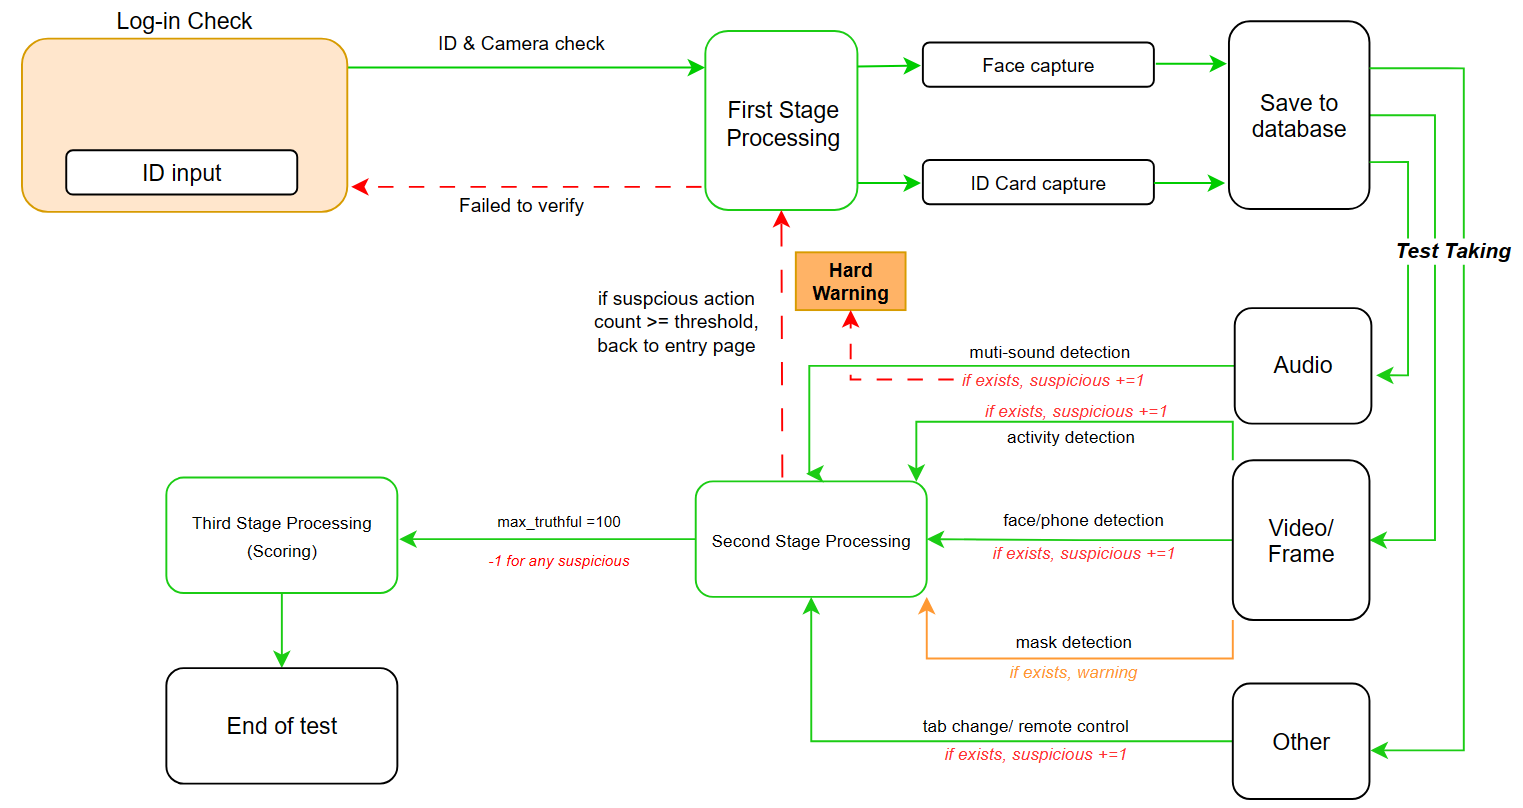 Log-in Check
ID input
ID & Camera check
Failed to verify
First Stage
Processing
Face capture
ID Card capture
Save to
database
Test Taking
Hard
Warning
if suspcious action
count >= threshold,
back to entry page
muti-sound detection
if exists, suspicious +=1
Audio
if exists, suspicious +=1
activity detection
face/phone detection
if exists, suspicious +=1
Video/
Frame
mask detection
if exists, warning
tab change/ remote control
if exists, suspicious +=1
Other
Second Stage Processing
max_truthful =100
-1 for any suspicious
Third Stage Processing
(Scoring)
End of test